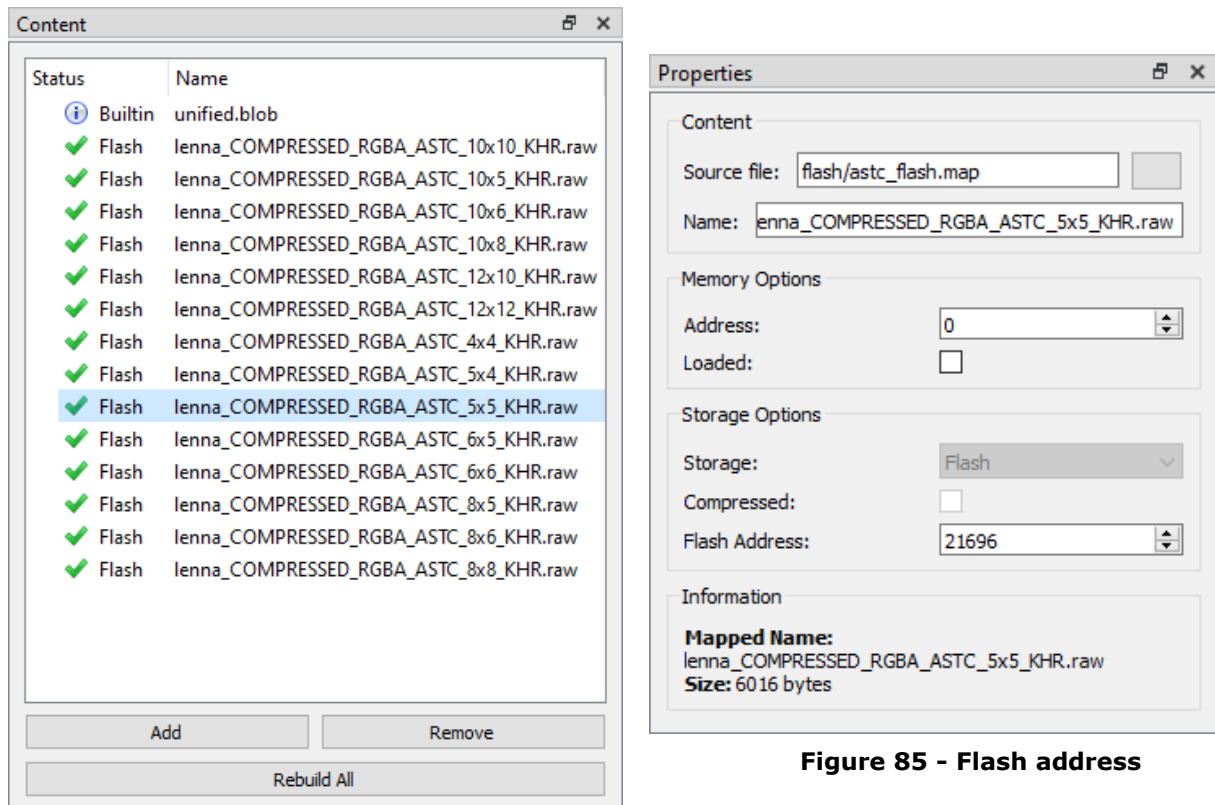 Content
Status Name
Builtin unified.blob
Flash lenna_COMPRESSED_RGBA_ASTC_10x10_KHR.raw
Flash lenna_COMPRESSED_RGBA_ASTC_10x5_KHR.raw
Flash lenna_COMPRESSED_RGBA_ASTC_10x6_KHR.raw
Flash lenna_COMPRESSED_RGBA_ASTC_10x8_KHR.raw
Flash lenna_COMPRESSED_RGBA_ASTC_12x10_KHR.raw
Flash lenna_COMPRESSED_RGBA_ASTC_12x12_KHR.raw
Flash lenna_COMPRESSED_RGBA_ASTC_4x4_KHR.raw
Flash lenna_COMPRESSED_RGBA_ASTC_5x4_KHR.raw
Flash lenna_COMPRESSED_RGBA_ASTC_5x5_KHR.raw
Flash lenna_COMPRESSED_RGBA_ASTC_6x5_KHR.raw
Flash lenna_COMPRESSED_RGBA_ASTC_6x6_KHR.raw
Flash lenna_COMPRESSED_RGBA_ASTC_8x5_KHR.raw
Flash lenna_COMPRESSED_RGBA_ASTC_8x6_KHR.raw
Flash lenna_COMPRESSED_RGBA_ASTC_8x8_KHR.raw
Add Remove
Rebuild All
Properties
Content
Source file: flash/astc_flash.map
Name: enna_COMPRESSED_RGBA_ASTC_5x5_KHR.raw
Memory Options
Address: 0
Loaded:
Storage Options
Storage: Flash
Compressed:
Flash Address: 21696
Information
Mapped Name:
lenna_COMPRESSED_RGBA_ASTC_5x5_KHR.raw
Size: 6016 bytes
Figure 85 - Flash address